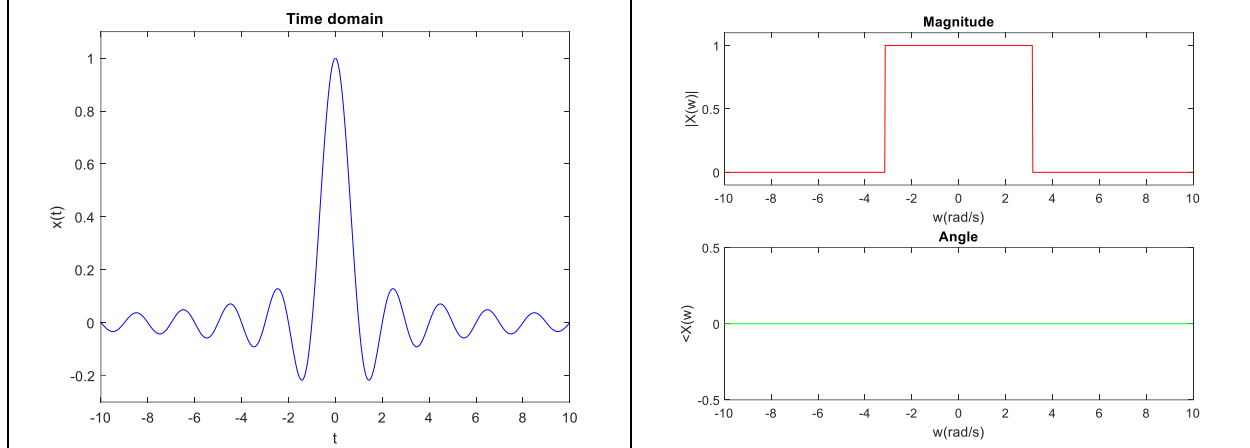 Time domain
1
0.8
0.6
0.4
0.2
0
-0.2
x(t)
-10 -8 -6 -4 -2 0 2 4 6 8 10
t
Magnitude
1
0.5
0
|X(w)|
-10 -8 -6 -4 -2 0 2 4 6 8 10
w(rad/s)
Angle
0.5
0
-0.5
<X(w)
-10 -8 -6 -4 -2 0 2 4 6 8 10
w(rad/s)